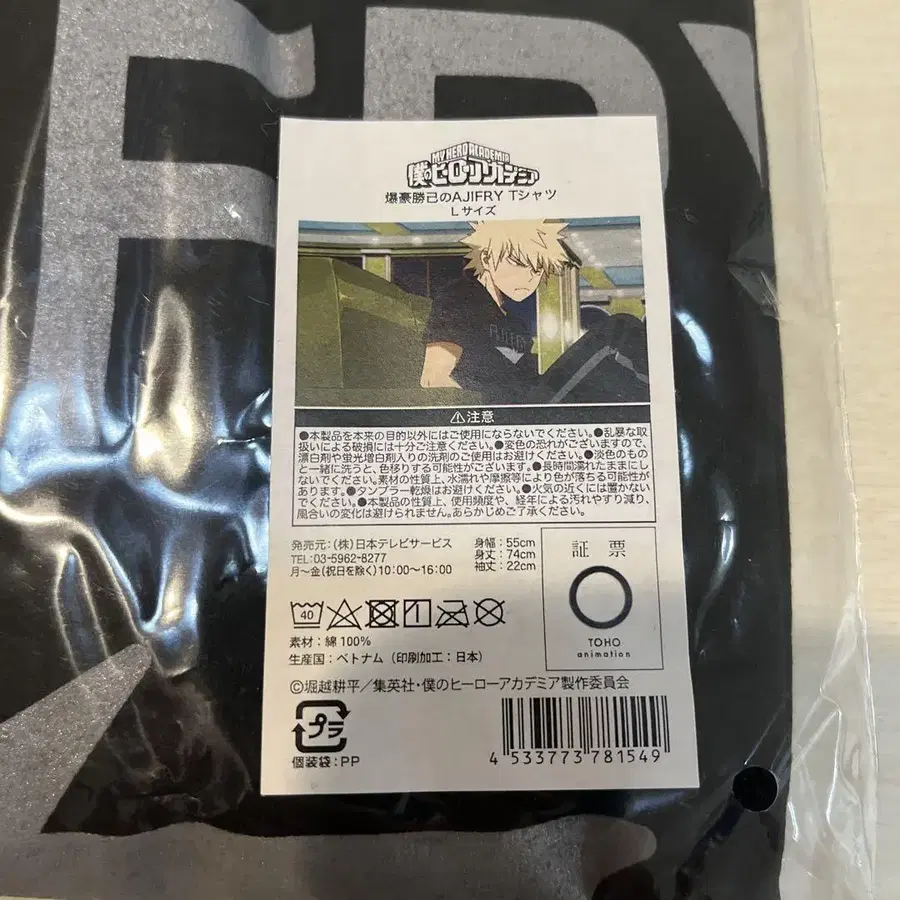 FRY
MY HERO ACADEMIA
僕のヒーローアカデミア
爆豪勝己のAJIFRY Tシャツ
Lサイズ
AJIFRY
⚠注意
●本製品を本来の目的以外にはご使用にならないでください。●乱暴な取
扱いによる破損には十分ご注意ください。●変色の恐れがございますので、
漂白剤や蛍光増白剤入りの洗剤のご使用はお避けください。●淡色のもの
と一緒に洗うと、色移りする可能性がございます。●長時間濡れたままにし
ないでください。素材の性質上、水濡れや摩擦等により色が落ちる可能性が
あります。●タンブラー乾燥はお避けください。●火気の近くには置かない
でください。●本製品の性質上、使用頻度や、経年による汚れやすり減り、
風合いの変化は避けられません。あらかじめご了承ください。
発売元:(株)日本テレビサービス
TEL:03-5962-8277
月〜金(祝日を除く)10:00〜16:00
身幅:55cm
身丈:74cm
袖丈:22cm
証 票
TOHO
animation
40
素材:綿100%
生産国:ベトナム(印刷加工:日本)
©堀越耕平/集英社・僕のヒーローアカデミア製作委員会
プラ
個装袋:PP
4 533773 781549